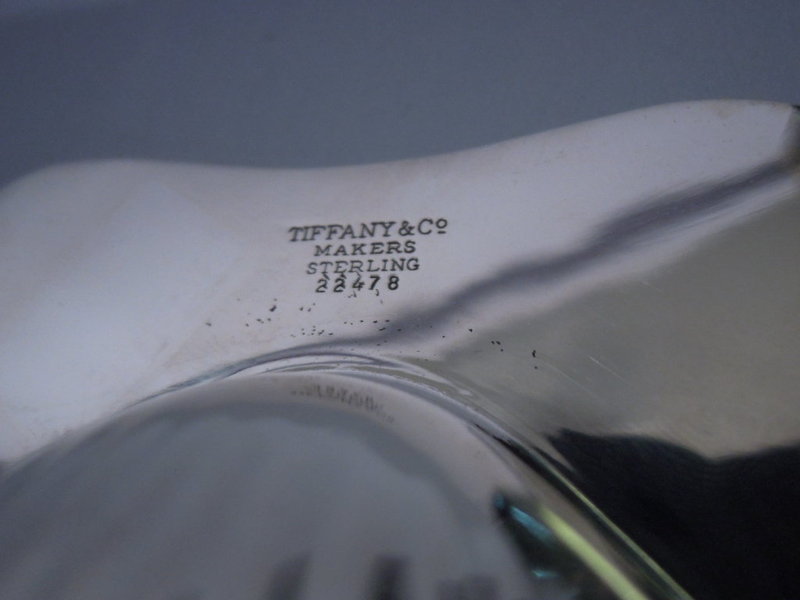 TIFFANY & Cº
MAKERS
STERLING
22478